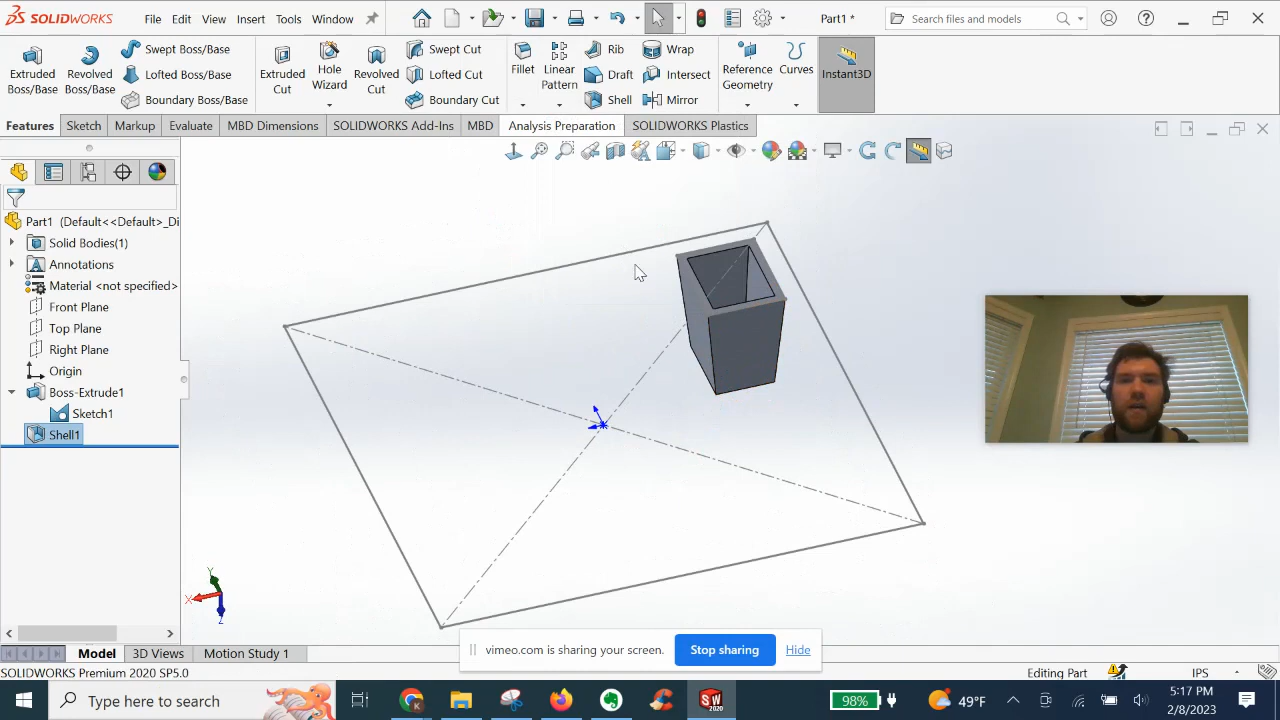 SOLIDWORKS File Edit View Insert Tools Window Part1 * Search files and models
Extruded Boss/Base
Revolved Boss/Base
Swept Boss/Base
Lofted Boss/Base
Boundary Boss/Base
Extruded Cut
Hole Wizard
Revolved Cut
Swept Cut
Lofted Cut
Boundary Cut
Fillet
Linear Pattern
Rib
Draft
Shell
Wrap
Intersect
Mirror
Reference Geometry
Curves
Instant3D
Features Sketch Markup Evaluate MBD Dimensions SOLIDWORKS Add-Ins MBD Analysis Preparation SOLIDWORKS Plastics
Part1 (Default<<Default>_Di
Solid Bodies(1)
Annotations
Material <not specified>
Front Plane
Top Plane
Right Plane
Origin
Boss-Extrude1
Sketch1
Shell1
Y
X
Z
vimeo.com is sharing your screen. Stop sharing Hide
Model 3D Views Motion Study 1
SOLIDWORKS Premium 2020 SP5.0 Editing Part IPS
Type here to search
SW
2020
98%
49°F
5:17 PM
2/8/2023